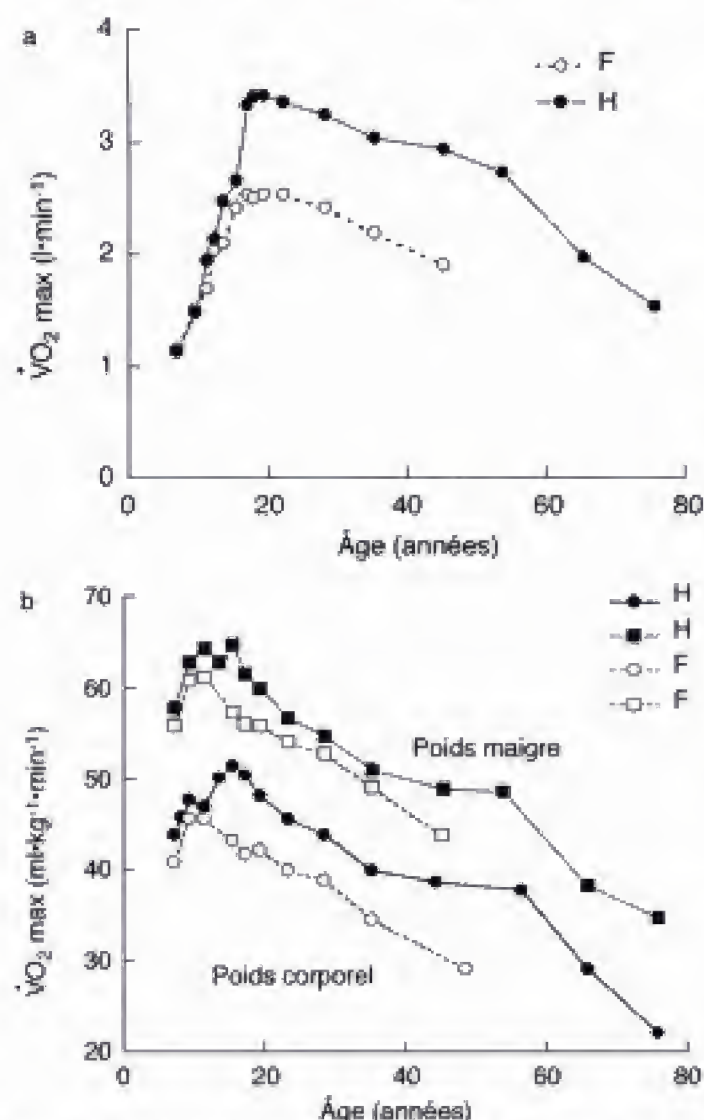 a
4
3
2
1
0
V̇O₂ max (l•min⁻¹)
F
H
0 20 40 60 80
Âge (années)
b
70
60
50
40
30
20
V̇O₂ max (ml•kg⁻¹•min⁻¹)
H
H
F
F
Poids maigre
Poids corporel
0 20 40 60 80
Âge (années)